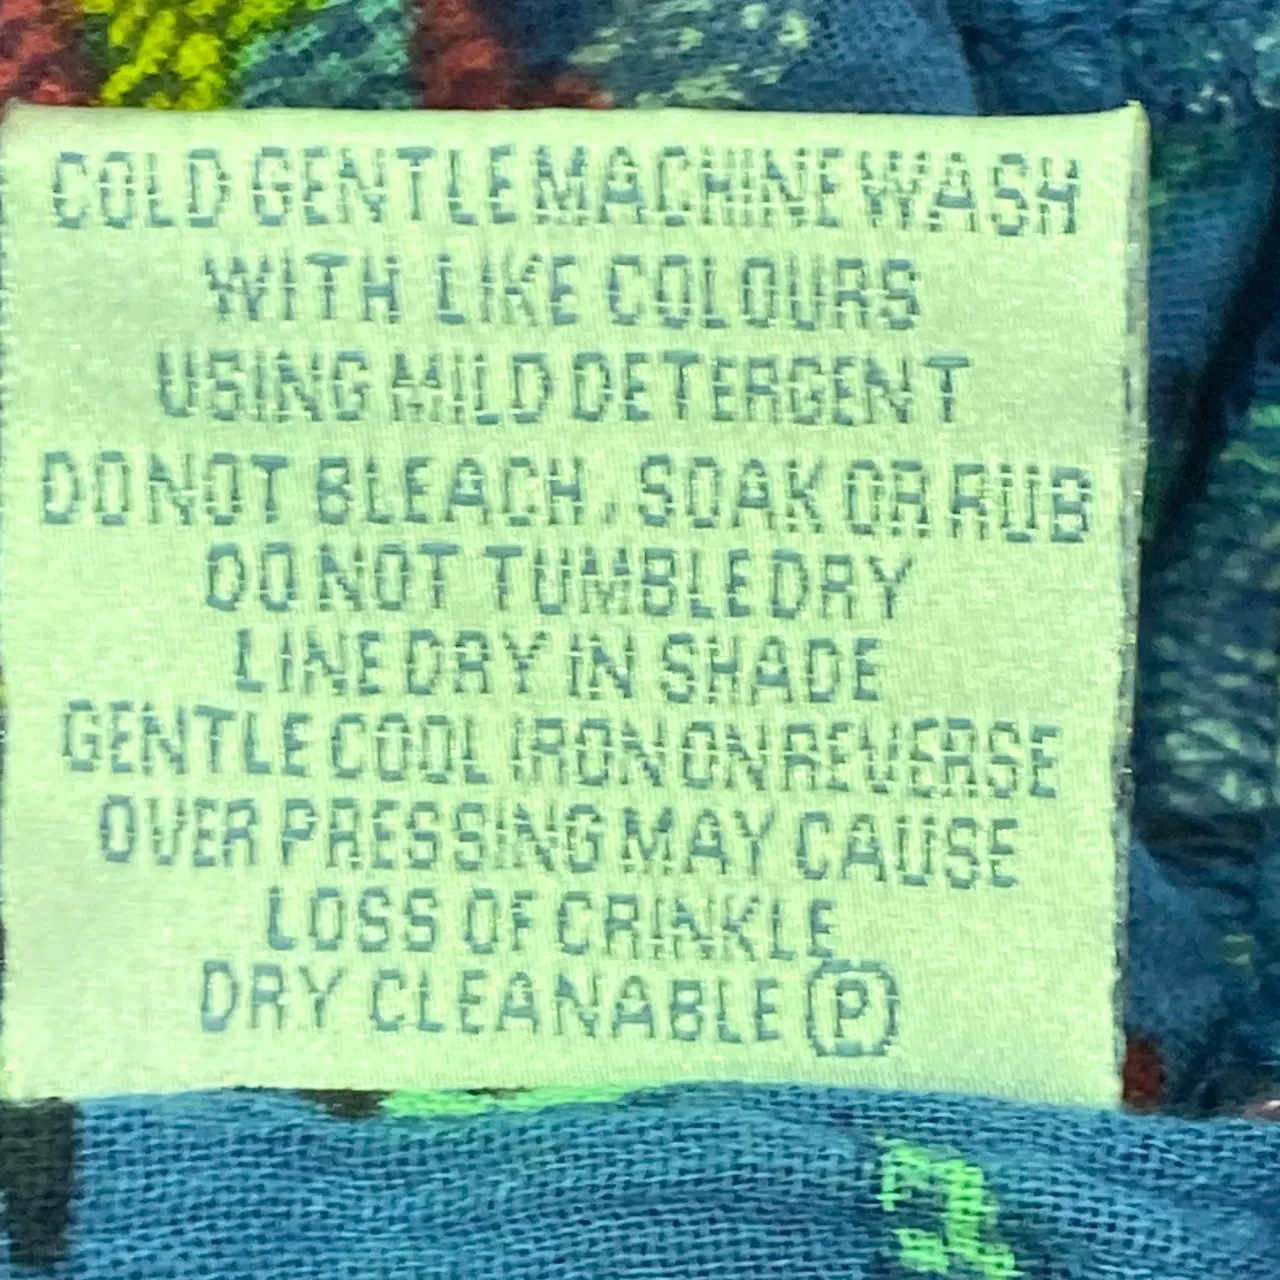 COLD GENTLE MACHINE WASH
WITH LIKE COLOURS
USING MILD DETERGENT
DO NOT BLEACH, SOAK OR RUB
DO NOT TUMBLE DRY
LINE DRY IN SHADE
GENTLE COOL IRON ON REVERSE
OVER PRESSING MAY CAUSE
LOSS OF CRINKLE
DRY CLEANABLE Ⓟ